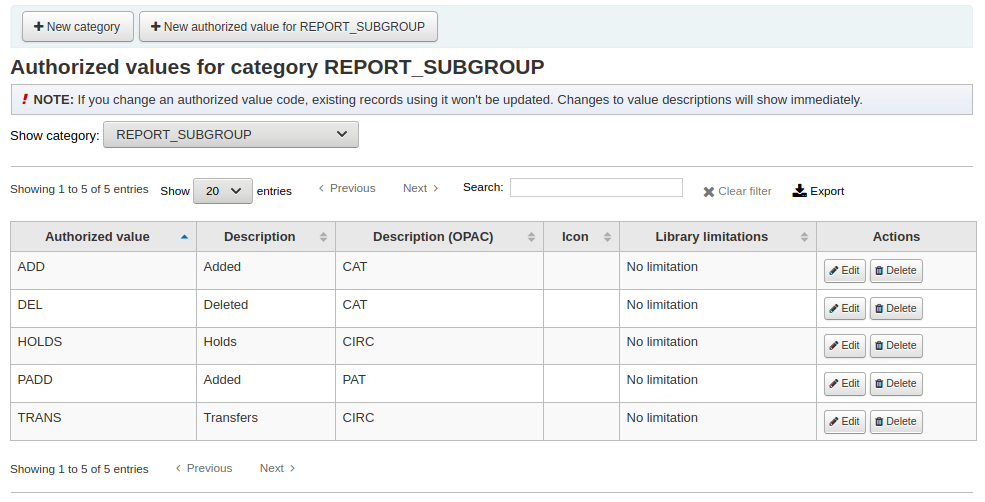 New category New authorized value for REPORT_SUBGROUP
Authorized values for category REPORT_SUBGROUP
! NOTE: If you change an authorized value code, existing records using it won't be updated. Changes to value descriptions will show immediately.
Show category: REPORT_SUBGROUP
Showing 1 to 5 of 5 entries Show 20 entries Previous Next Search: Clear filter Export
Authorized value Description Description (OPAC) Icon Library limitations Actions
ADD Added CAT No limitation Edit Delete
DEL Deleted CAT No limitation Edit Delete
HOLDS Holds CIRC No limitation Edit Delete
PADD Added PAT No limitation Edit Delete
TRANS Transfers CIRC No limitation Edit Delete
Showing 1 to 5 of 5 entries Previous Next